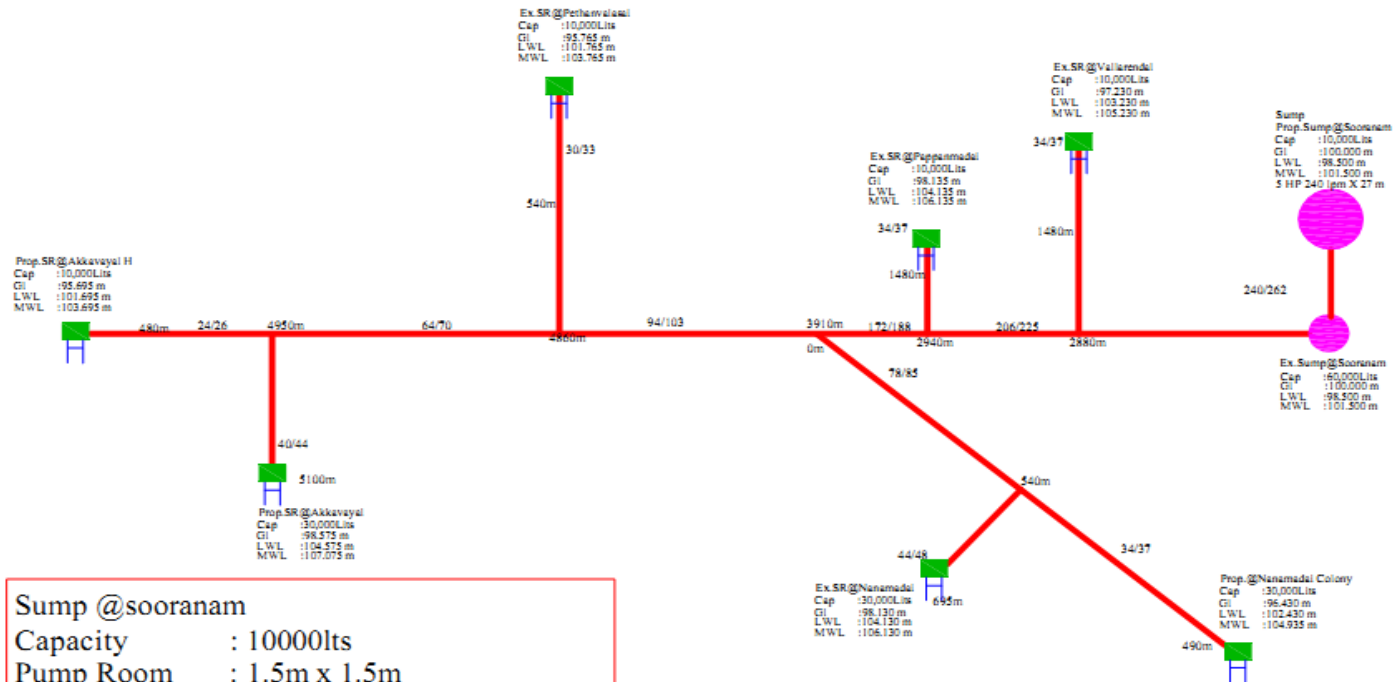 Ex.SR@Pethanvalasai
Cap :10,000Lits
Gl :95.765 m
LWL :101.765 m
MWL :103.765 m
30/33
540m
Ex.SR@Vallarendal
Cap :10,000Lits
Gl :97.230 m
LWL :103.230 m
MWL :105.230 m
34/37
1480m
Sump
Prop.Sump@Sooranam
Cap :10,000Lits
Gl :100.000 m
LWL :98.500 m
MWL :101.500 m
5 HP 240 lpm X 27 m
240/262
Ex.SR@Pappanmadai
Cap :10,000Lits
Gl :98.135 m
LWL :104.135 m
MWL :106.135 m
34/37
1480m
Prop.SR@Akkavayal H
Cap :10,000Lits
Gl :95.695 m
LWL :101.695 m
MWL :103.695 m
480m
24/26
4950m
64/70
4860m
94/103
3910m
0m
172/188
2940m
206/225
2880m
Ex.Sump@Sooranam
Cap :60,000Lits
Gl :100.000 m
LWL :98.500 m
MWL :101.500 m
78/85
40/44
5100m
Prop.SR@Akkavayal
Cap :30,000Lits
Gl :98.575 m
LWL :104.575 m
MWL :107.075 m
540m
44/48
34/37
Ex.SR@Nanamadai
Cap :30,000Lits
Gl :98.130 m
LWL :104.130 m
MWL :106.130 m
695m
Prop.@Nanamadai Colony
Cap :30,000Lits
Gl :96.430 m
LWL :102.430 m
MWL :104.935 m
490m
Sump @sooranam
Capacity : 10000lts
Pump Room : 1.5m x 1.5m